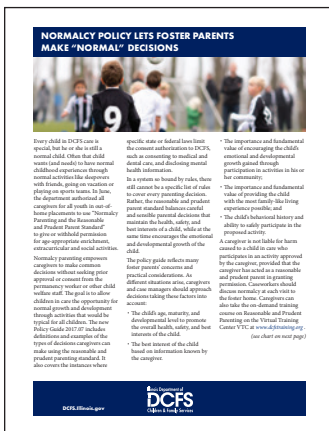 NORMALCY POLICY LETS FOSTER PARENTS
MAKE "NORMAL" DECISIONS
Every child in DCFS care is
special, but he or she is still a
normal child. Often that child
wants (and needs) to have normal
childhood experiences through
normal activities like sleepovers
with friends, going on vacation or
playing on sports teams. In June,
the department authorized all
caregivers for all youth in out-of-
home placements to use "Normalcy
Parenting and the Reasonable
and Prudent Parent Standard"
to give or withhold permission
for age-appropriate enrichment,
extracurricular and social activities.
Normalcy parenting empowers
caregivers to make common
decisions without seeking prior
approval or consent from the
permanency worker or other child
welfare staff. The goal is to allow
children in care the opportunity for
normal growth and development
through activities that would be
typical for all children. The new
Policy Guide 2017.07 includes
definitions and examples of the
types of decisions caregivers can
make using the reasonable and
prudent parenting standard. It
also covers the instances where
specific state or federal laws limit
the consent authorization to DCFS,
such as consenting to medical and
dental care, and disclosing mental
health information.
In a system so bound by rules, there
still cannot be a specific list of rules
to cover every parenting decision.
Rather, the reasonable and prudent
parent standard balances careful
and sensible parental decisions that
maintain the health, safety, and
best interests of a child, while at the
same time encourages the emotional
and developmental growth of the
child.
The policy guide reflects many
foster parents' concerns and
practical considerations. As
different situations arise, caregivers
and case managers should approach
decisions taking these factors into
account:
• The child's age, maturity, and
developmental level to promote
the overall health, safety, and best
interests of the child.
• The best interest of the child
based on information known by
the caregiver.
• The importance and fundamental
value of encouraging the child's
emotional and developmental
growth gained through
participation in activities in his or
her community;
• The importance and fundamental
value of providing the child
with the most family-like living
experience possible; and
• The child's behavioral history and
ability to safely participate in the
proposed activity.
A caregiver is not liable for harm
caused to a child in care who
participates in an activity approved
by the caregiver, provided that the
caregiver has acted as a reasonable
and prudent parent in granting
permission. Caseworkers should
discuss normalcy at each visit to
the foster home. Caregivers can
also take the on-demand training
course on Reasonable and Prudent
Parenting on the Virtual Training
Center VTC at www.dcfstraining.org .
(see chart on next page)
DCFS.Illinois.gov
Illinois Department of
DCFS
Children & Family Services